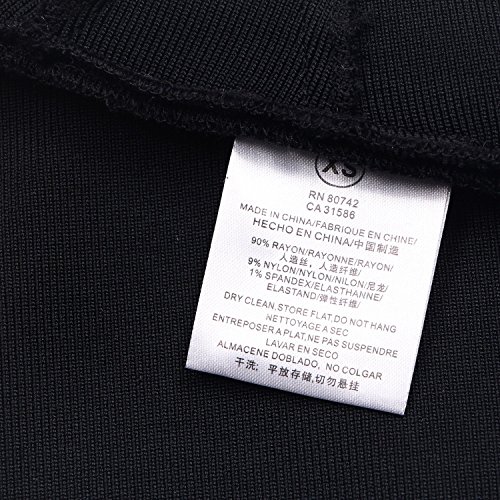 XS
RN 80742
CA 31586
MADE IN CHINA/FABRIQUE EN CHINE/
HECHO EN CHINA/中国制造
90% RAYON/RAYONNE/RAYON/
人造丝，人造纤维/
9% NYLON/NYLON/NILON/尼龙/
1% SPANDEX/ELASTHANNE/
ELASTAND/弹性纤维/
DRY CLEAN. STORE FLAT. DO NOT HANG
NETTOYAGE A SEC
ENTREPOSER A PLAT, NE PAS SUSPENDRE
LAVAR EN SECO
ALMACENE DOBLADO, NO COLGAR
干洗; 平放存储, 切勿悬挂